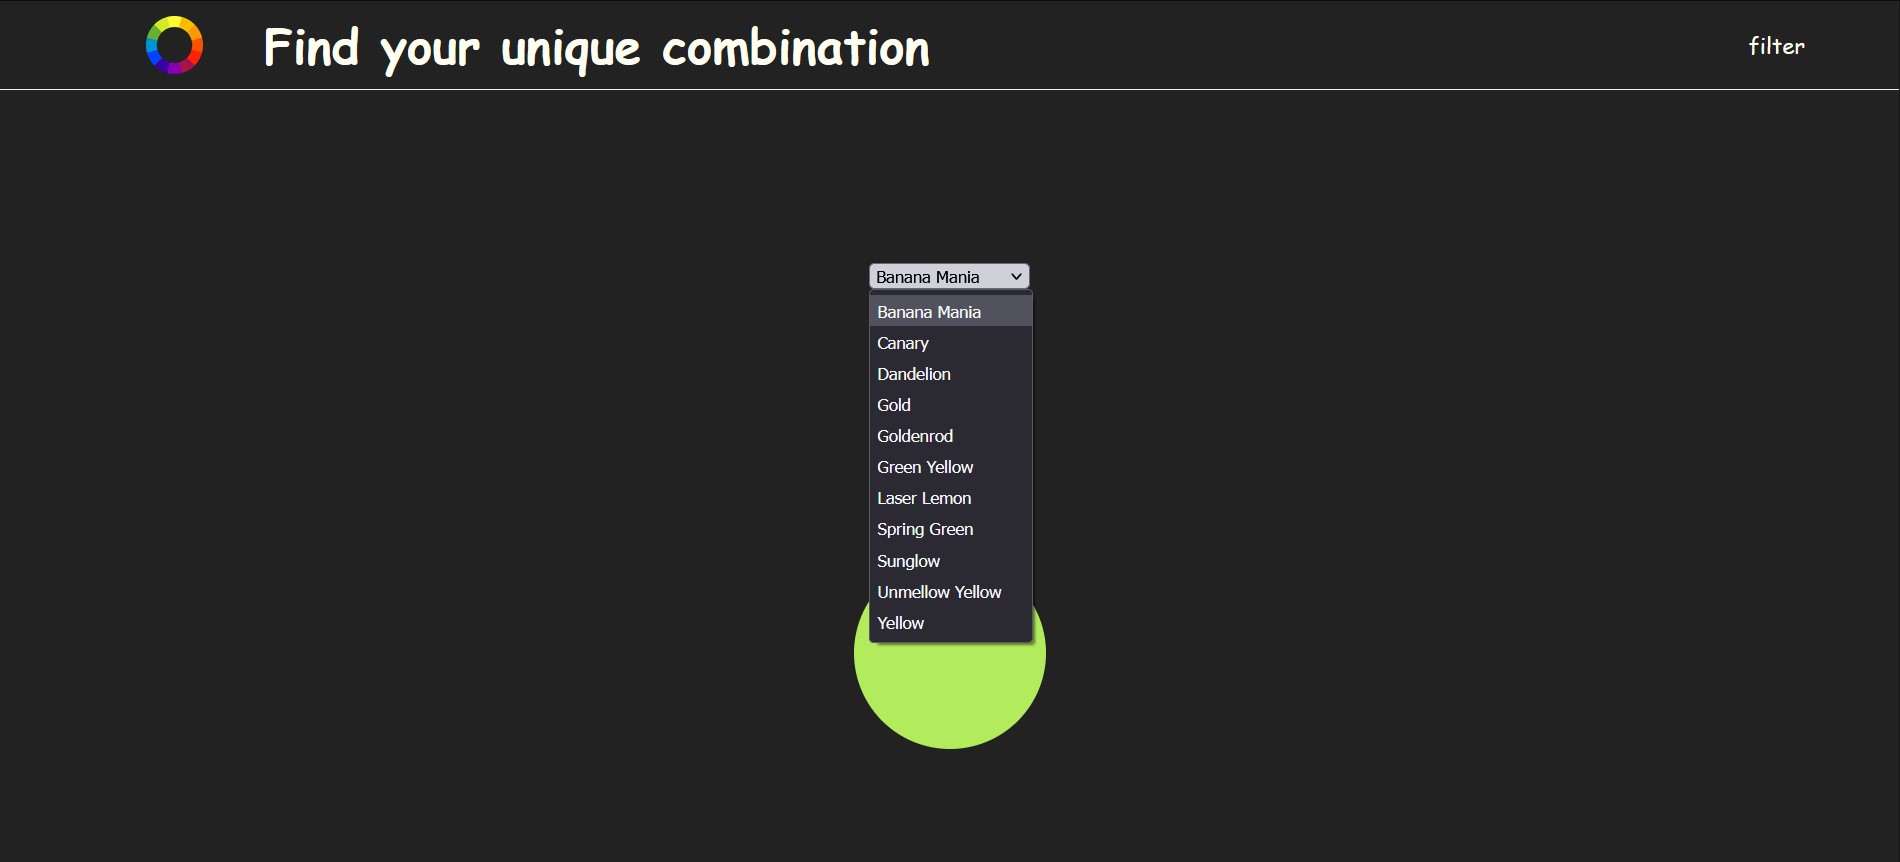 Find your unique combination
filter
Banana Mania
Banana Mania
Canary
Dandelion
Gold
Goldenrod
Green Yellow
Laser Lemon
Spring Green
Sunglow
Unmellow Yellow
Yellow